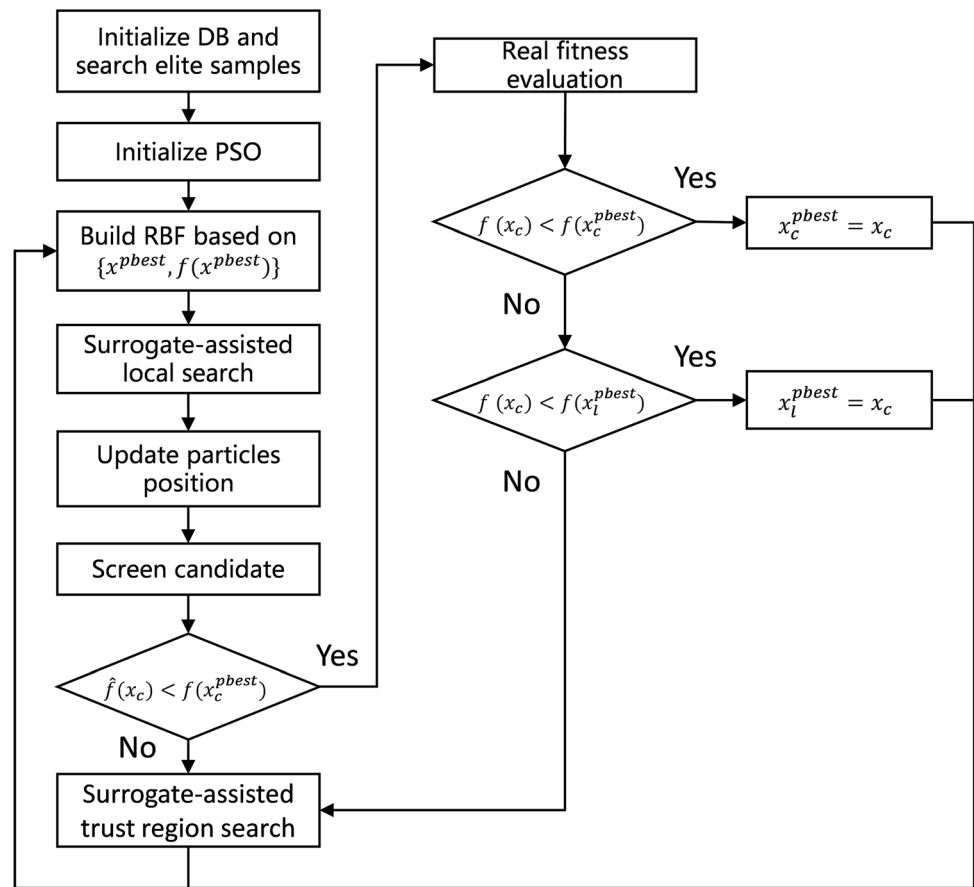 Initialize DB and
search elite samples
Initialize PSO
Build RBF based on
{x^pbest, f(x^pbest)}
Surrogate-assisted
local search
Update particles
position
Screen candidate
f̂(x_c) < f(x_c^pbest)
Yes
No
Surrogate-assisted
trust region search
Real fitness
evaluation
f (x_c) < f(x_c^pbest)
Yes
x_c^pbest = x_c
No
f (x_c) < f(x_l^pbest)
Yes
x_l^pbest = x_c
No